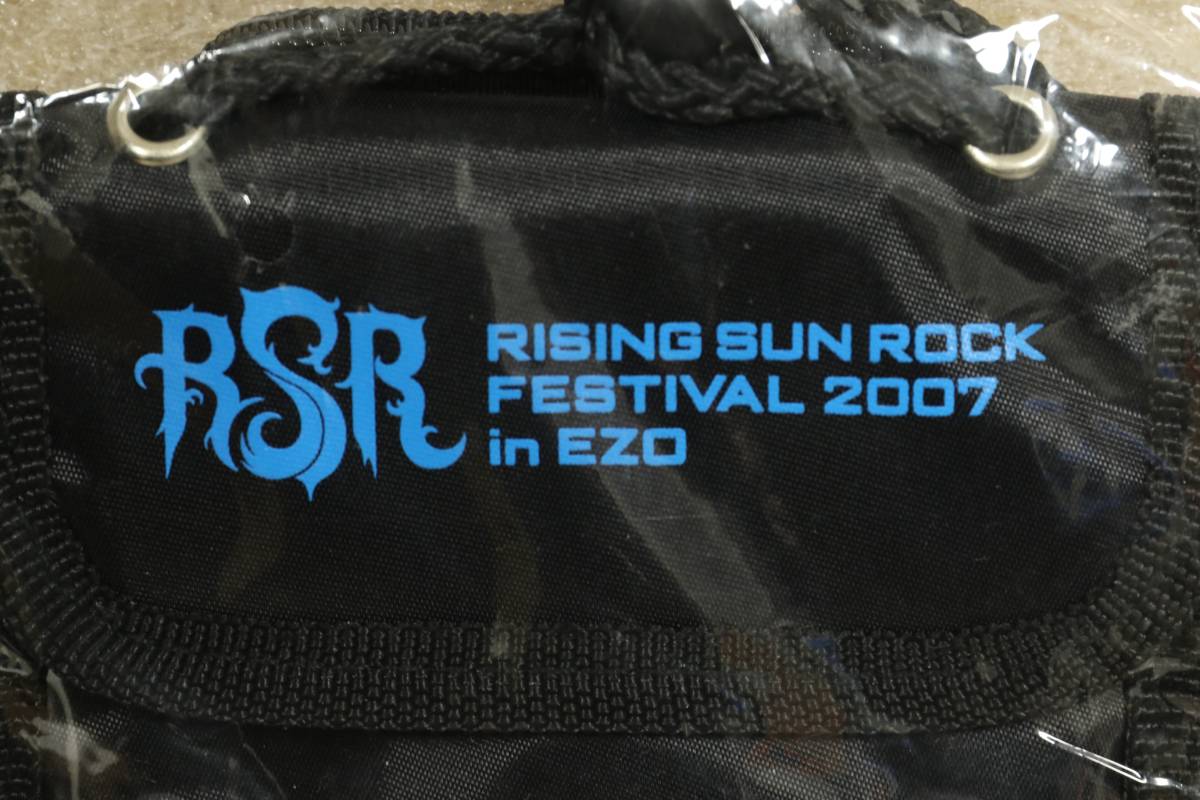 RSR
RISING SUN ROCK
FESTIVAL 2007
in EZO